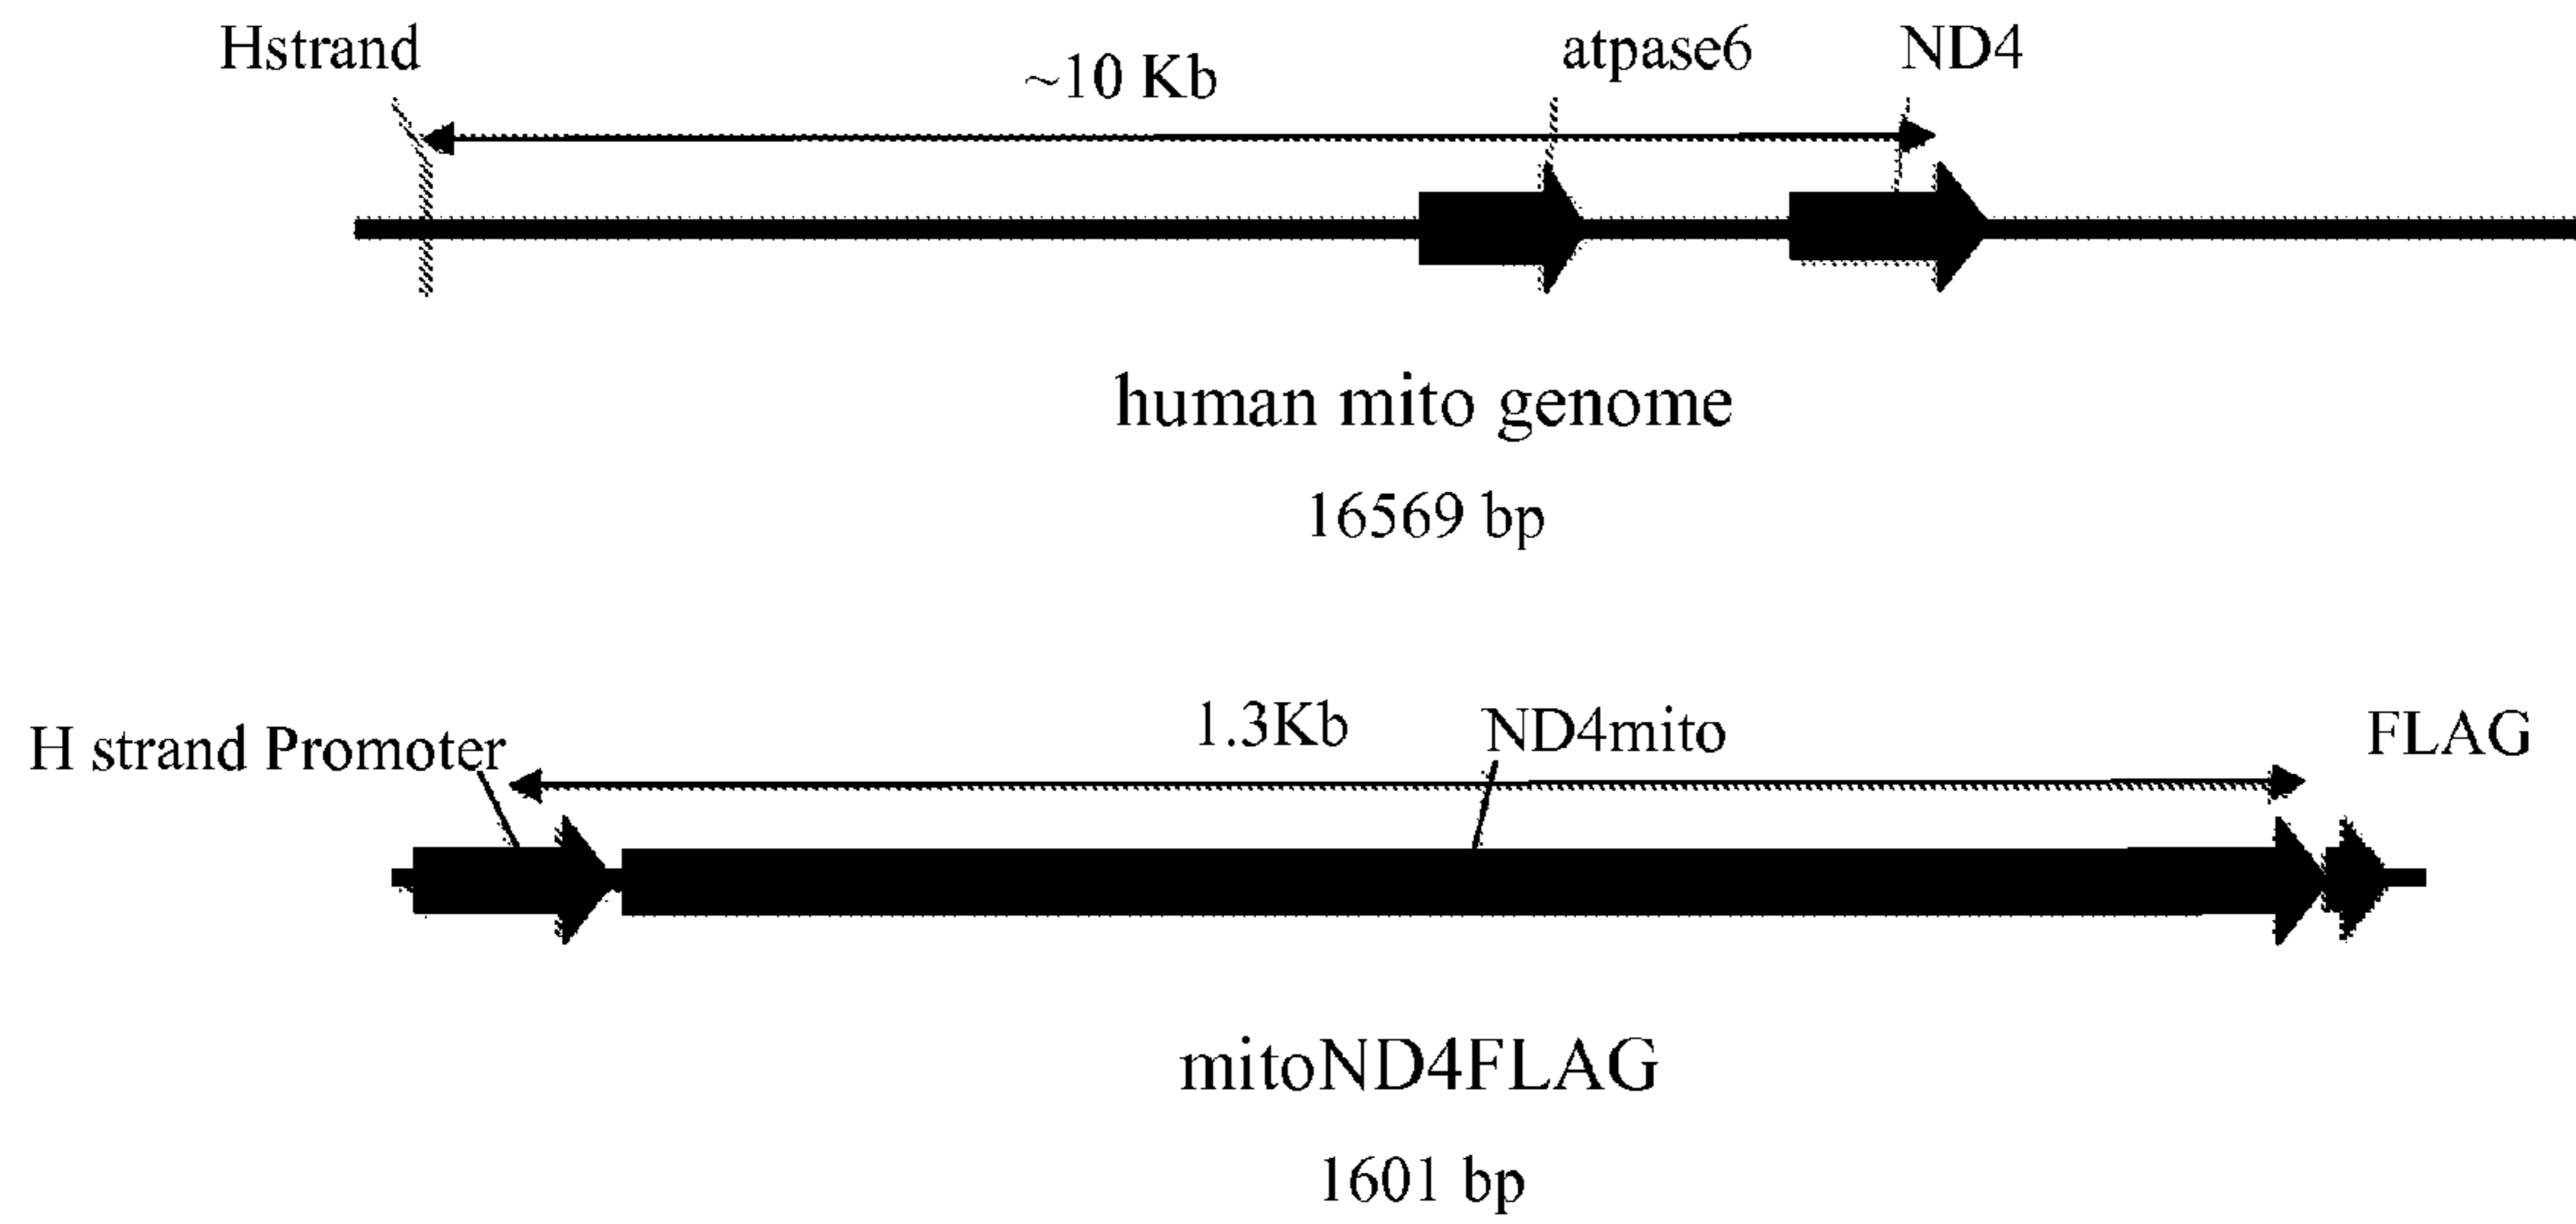 Hstrand
~10 Kb
atpase6
ND4
human mito genome
16569 bp
H strand Promoter
1.3Kb
ND4mito
FLAG
mitoND4FLAG
1601 bp